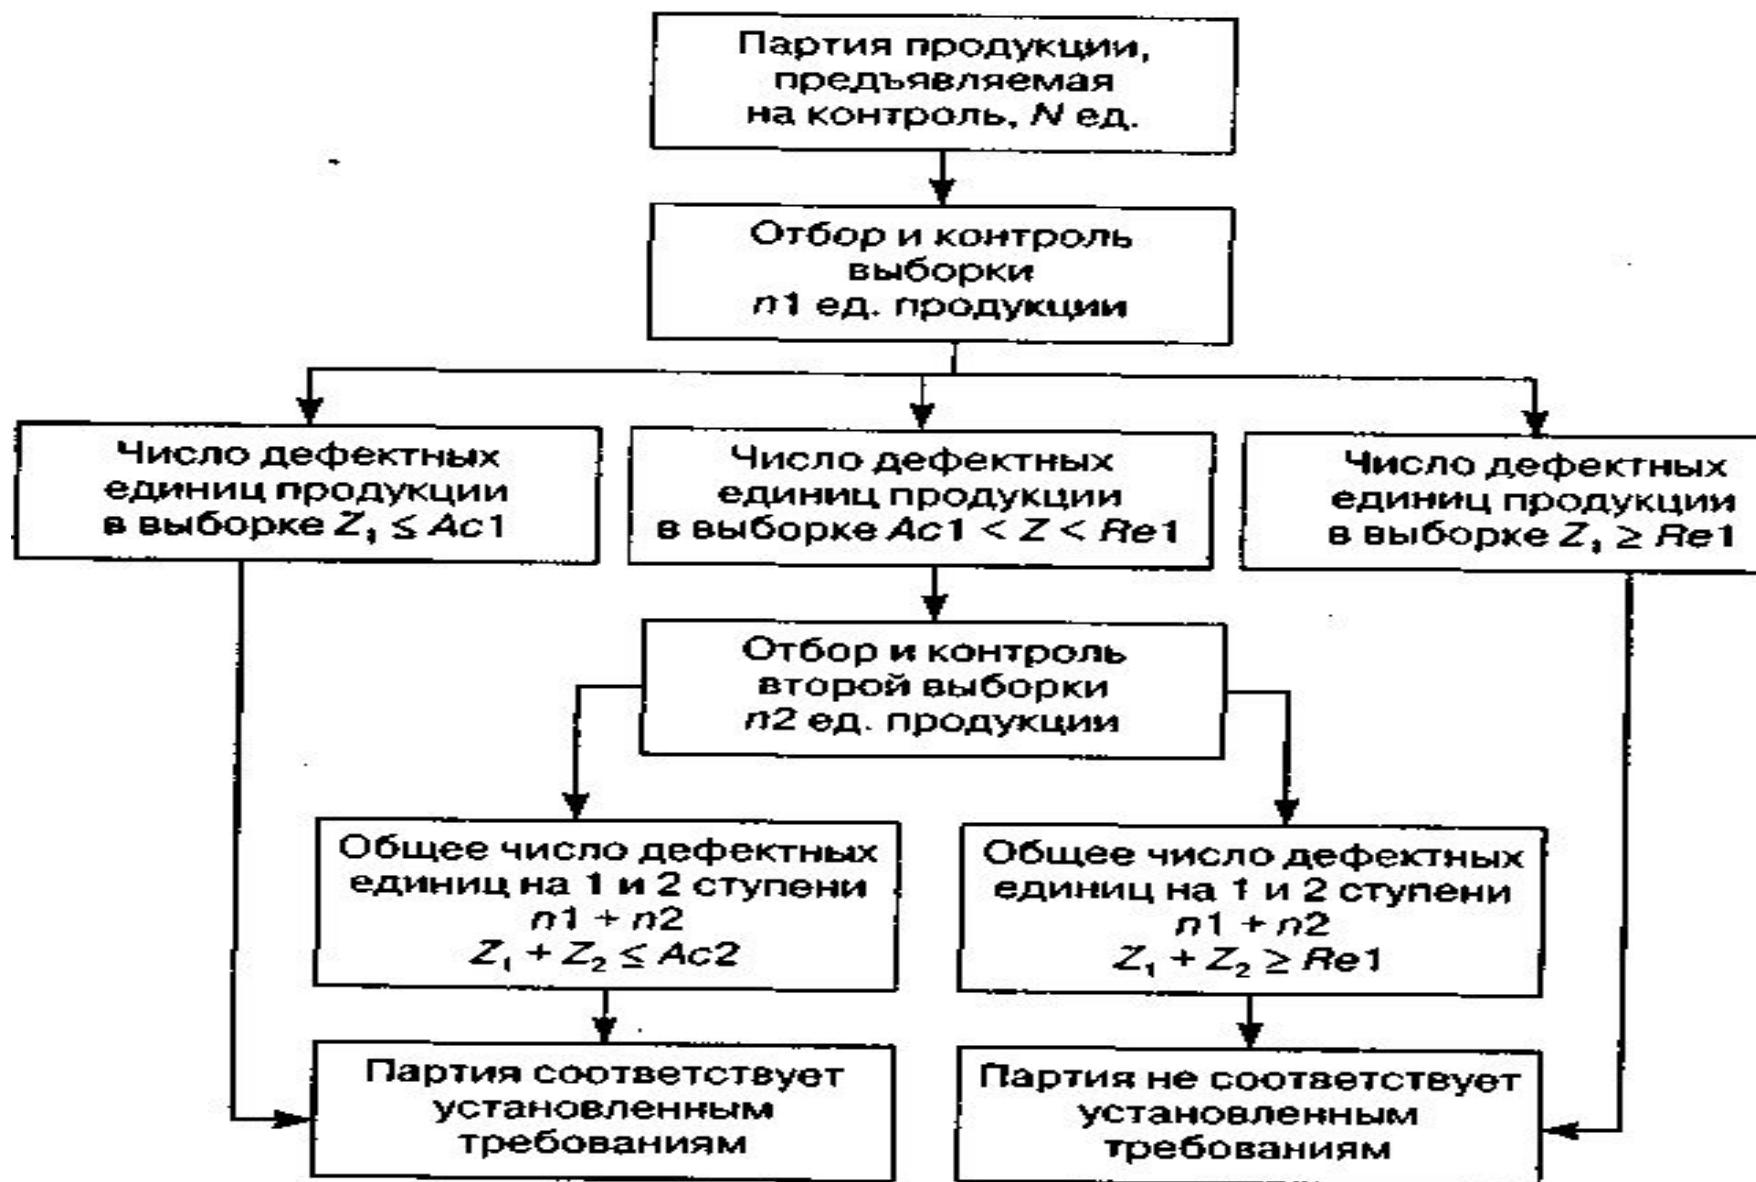 Партия продукции,
предъявляемая
на контроль, N ед.
Отбор и контроль
выборки
n1 ед. продукции
Число дефектных
единиц продукции
в выборке Z₁ ≤ Ac1
Число дефектных
единиц продукции
в выборке Ac1 < Z < Re1
Число дефектных
единиц продукции
в выборке Z₁ ≥ Re1
Отбор и контроль
второй выборки
n2 ед. продукции
Общее число дефектных
единиц на 1 и 2 ступени
n1 + n2
Z₁ + Z₂ ≤ Ac2
Общее число дефектных
единиц на 1 и 2 ступени
n1 + n2
Z₁ + Z₂ ≥ Re1
Партия соответствует
установленным
требованиям
Партия не соответствует
установленным
требованиям